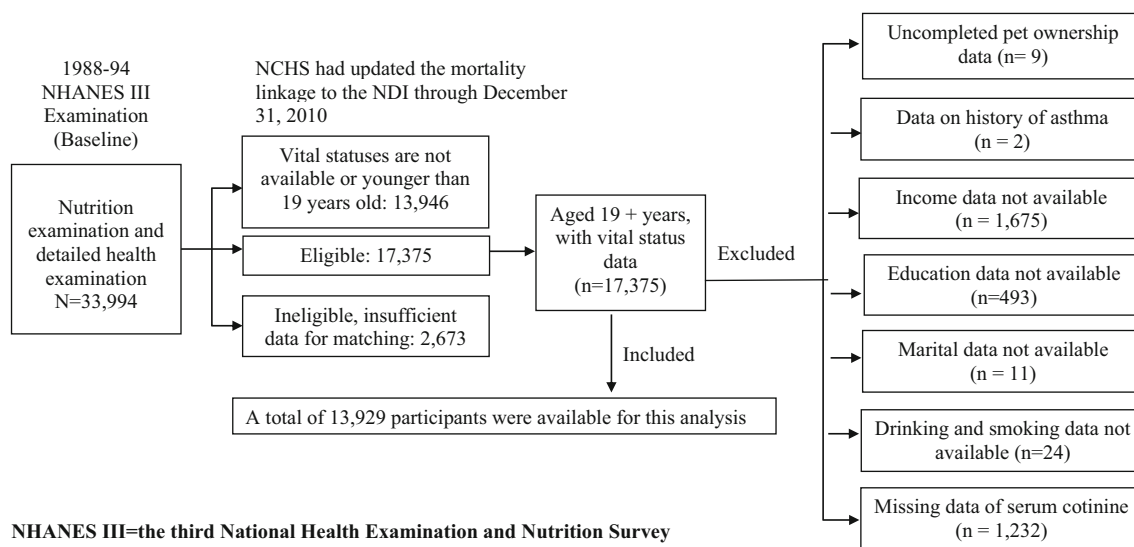 1988-94
NHANES III
Examination
(Baseline)
Nutrition
examination and
detailed health
examination
N=33,994
NCHS had updated the mortality
linkage to the NDI through December
31, 2010
Vital statuses are not
available or younger than
19 years old: 13,946
Eligible: 17,375
Ineligible, insufficient
data for matching: 2,673
Aged 19 + years,
with vital status
data
(n=17,375)
Excluded
Included
A total of 13,929 participants were available for this analysis
Uncompleted pet ownership
data (n= 9)
Data on history of asthma
(n = 2)
Income data not available
(n = 1,675)
Education data not available
(n=493)
Marital data not available
(n = 11)
Drinking and smoking data not
available (n=24)
Missing data of serum cotinine
(n = 1,232)
NHANES III=the third National Health Examination and Nutrition Survey